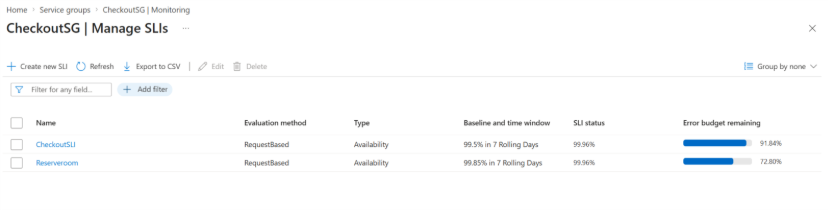 Home > Service groups > CheckoutSG | Monitoring
CheckoutSG | Manage SLIs ...
+ Create new SLI Refresh Export to CSV | Edit Delete Group by none
Filter for any field... + Add filter
Name Evaluation method Type Baseline and time window SLI status Error budget remaining
CheckoutSLI RequestBased Availability 99.5% in 7 Rolling Days 99.96% 91.84%
Reserveroom RequestBased Availability 99.85% in 7 Rolling Days 99.96% 72.80%